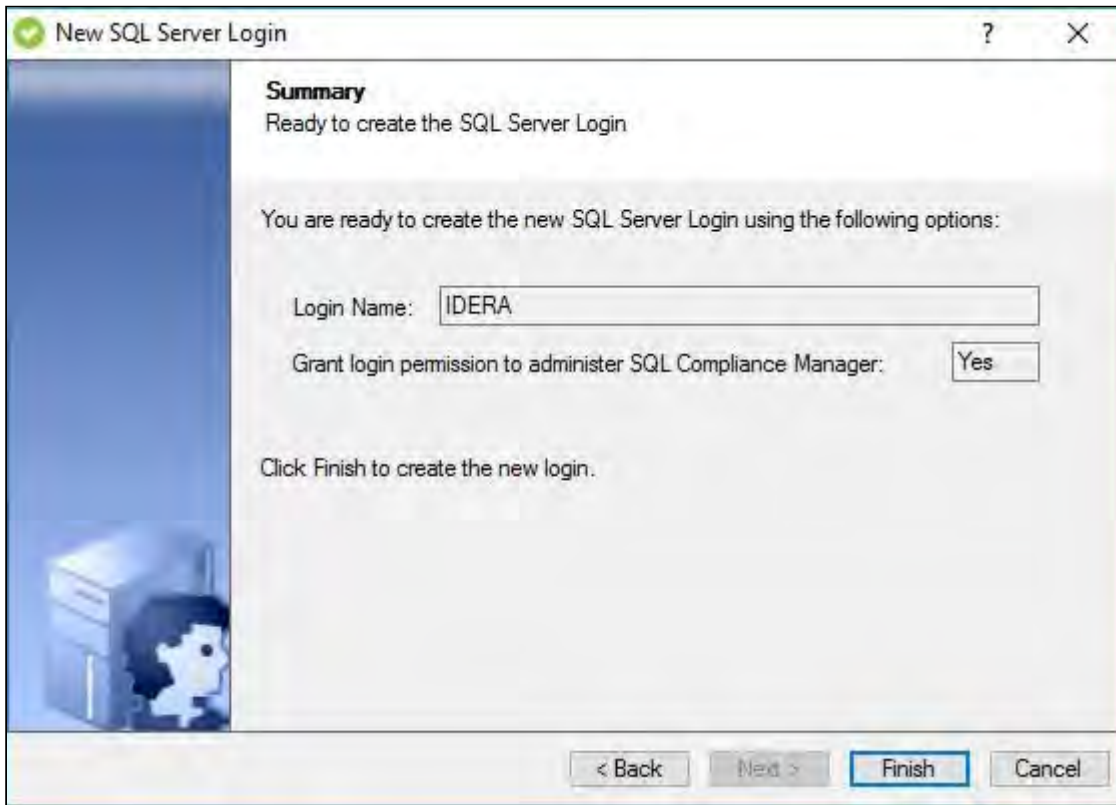 New SQL Server Login
?
Summary
Ready to create the SQL Server Login
You are ready to create the new SQL Server Login using the following options:
Login Name: IDERA
Grant login permission to administer SQL Compliance Manager: Yes
Click Finish to create the new login.
< Back Next > Finish Cancel